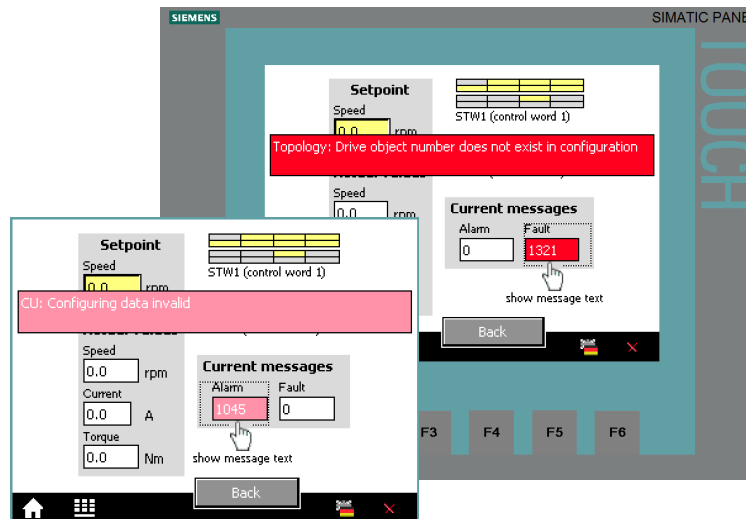 SIEMENS
SIMATIC PANE
TOUCH
Setpoint
Speed
0.0 rpm
STW1 (control word 1)
Topology: Drive object number does not exist in configuration
Speed
0.0 rpm
Current messages
Alarm Fault
0 1321
show message text
Back
F3 F4 F5 F6
Setpoint
Speed
0.0 rpm
STW1 (control word 1)
CU: Configuring data invalid
Speed
0.0 rpm
Current
0.0 A
Torque
0.0 Nm
Current messages
Alarm Fault
1045 0
show message text
Back